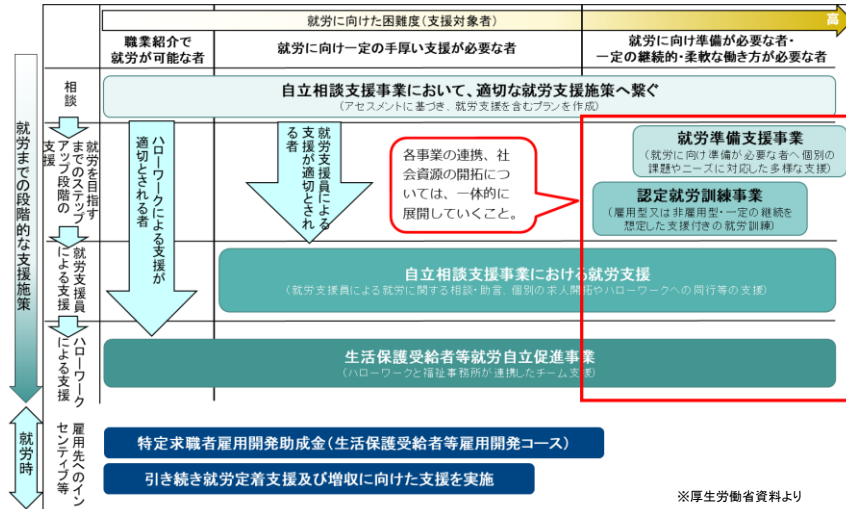 就労に向けた困難度(支援対象者)
高
職業紹介で
就労が可能な者
就労に向け一定の手厚い支援が必要な者
就労に向け準備が必要な者・
一定の継続的・柔軟な働き方が必要な者
就労までの段階的な支援施策
相談
自立相談支援事業において、適切な就労支援施策へ繋ぐ
(アセスメントに基づき、就労支援を含むプランを作成)
就労を目指す
までのステップ
アップ段階の
支援
ハローワークによる支援が
適切とされる者
就労支援員による
支援が適切とされ
る者
各事業の連携、社
会資源の開拓につ
いては、一体的に
展開していくこと。
就労準備支援事業
(就労に向け準備が必要な者へ個別の
課題やニーズに対応した多様な支援)
認定就労訓練事業
(雇用型又は非雇用型・一定の継続を
想定した支援付きの就労訓練)
就労支援員
による支援
自立相談支援事業における就労支援
(就労支援員による就労に関する相談・助言、個別の求人開拓やハローワークへの同行等の支援)
ハローワーク
による支援
生活保護受給者等就労自立促進事業
(ハローワークと福祉事務所が連携したチーム支援)
就労時
雇用先へのイン
センティブ等
特定求職者雇用開発助成金(生活保護受給者等雇用開発コース)
引き続き就労定着支援及び増収に向けた支援を実施
※厚生労働省資料より